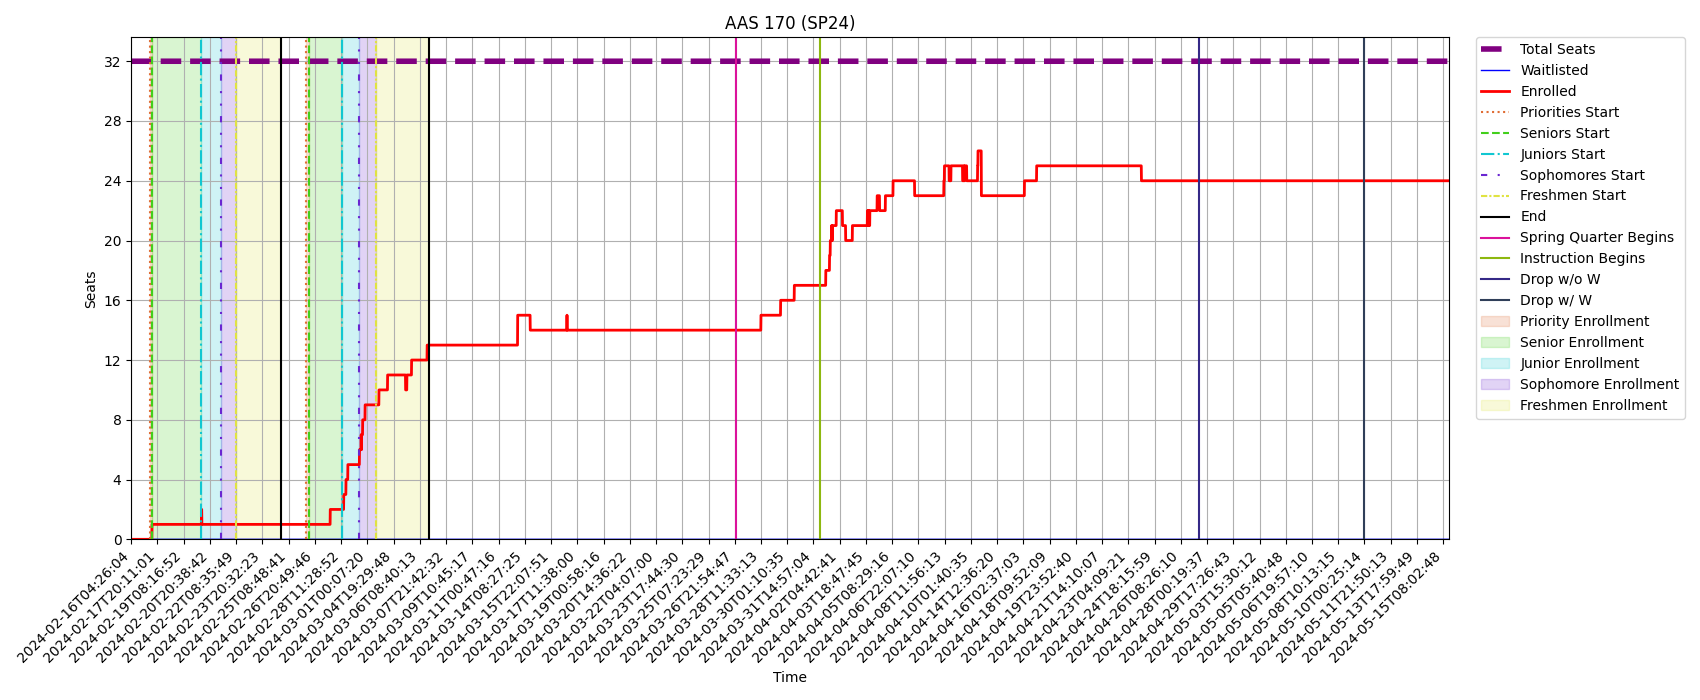 AAS 170 (SP24)
Total Seats
Waitlisted
Enrolled
Priorities Start
Seniors Start
Juniors Start
Sophomores Start
Freshmen Start
End
Spring Quarter Begins
Instruction Begins
Drop w/o W
Drop w/ W
Priority Enrollment
Senior Enrollment
Junior Enrollment
Sophomore Enrollment
Freshmen Enrollment
Seats
32
28
24
20
16
12
8
4
0
2024-02-16T04:26:04
2024-02-17T20:11:01
2024-02-19T08:16:52
2024-02-20T20:38:42
2024-02-22T08:35:49
2024-02-23T20:32:23
2024-02-25T08:48:41
2024-02-26T20:49:46
2024-02-28T11:28:52
2024-03-01T00:07:20
2024-03-04T19:29:48
2024-03-06T08:40:13
2024-03-07T21:42:32
2024-03-09T10:45:17
2024-03-11T00:47:16
2024-03-14T08:27:25
2024-03-15T22:07:51
2024-03-17T11:38:00
2024-03-19T00:58:16
2024-03-20T14:36:22
2024-03-22T04:07:00
2024-03-23T17:44:30
2024-03-25T07:23:29
2024-03-26T21:54:47
2024-03-28T11:33:13
2024-03-30T01:10:35
2024-03-31T14:57:04
2024-04-02T04:42:41
2024-04-03T18:47:45
2024-04-05T08:29:16
2024-04-06T22:07:10
2024-04-08T11:56:13
2024-04-10T01:40:35
2024-04-14T12:36:20
2024-04-16T02:37:03
2024-04-18T09:52:09
2024-04-19T23:52:40
2024-04-21T14:10:07
2024-04-23T04:09:21
2024-04-24T18:15:59
2024-04-26T08:26:10
2024-04-28T00:19:37
2024-04-29T17:26:43
2024-05-03T15:30:12
2024-05-05T05:40:48
2024-05-06T19:57:10
2024-05-08T10:13:15
2024-05-10T00:25:14
2024-05-11T21:50:13
2024-05-13T17:59:49
2024-05-15T08:02:48
Time